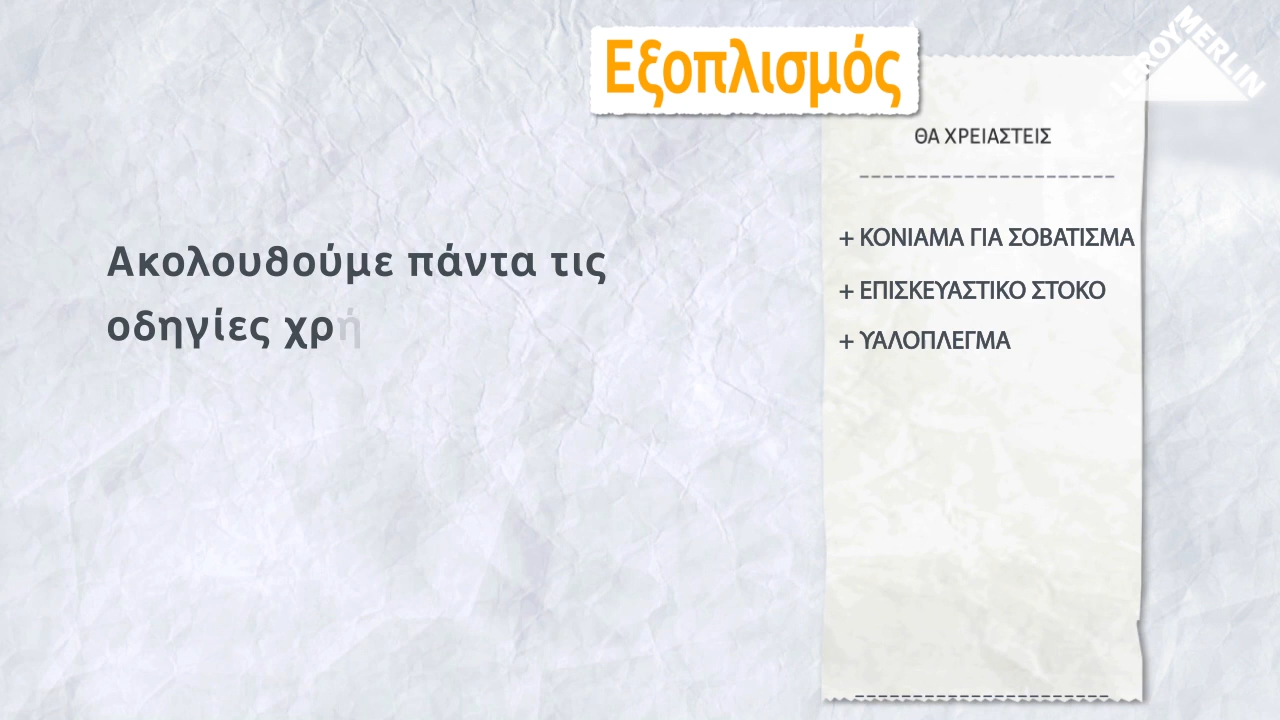 Εξοπλισμός
LEROY MERLIN
ΘΑ ΧΡΕΙΑΣΤΕΙΣ
+ ΚΟΝΙΑΜΑ ΓΙΑ ΣΟΒΑΤΙΣΜΑ
+ ΕΠΙΣΚΕΥΑΣΤΙΚΟ ΣΤΟΚΟ
+ ΥΑΛΟΠΛΕΓΜΑ
Ακολουθούμε πάντα τις
οδηγίες χρή